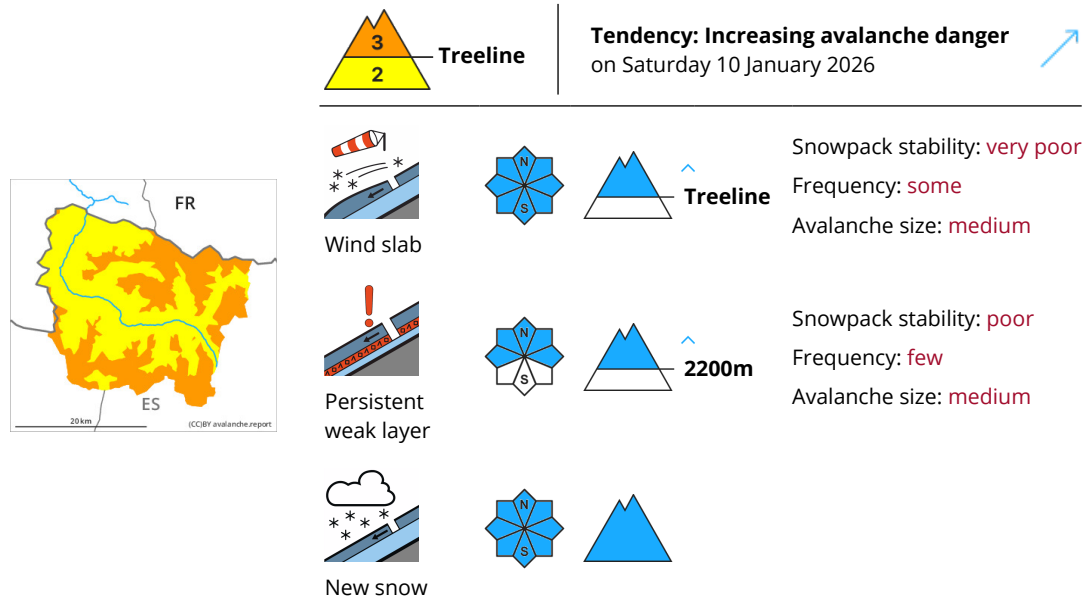 3
2
Treeline
Tendency: Increasing avalanche danger
on Saturday 10 January 2026
FR
ES
20 km
(CC)BY avalanche.report
N
S
Treeline
Wind slab
Snowpack stability: very poor
Frequency: some
Avalanche size: medium
N
S
2200m
Persistent
weak layer
Snowpack stability: poor
Frequency: few
Avalanche size: medium
N
S
New snow